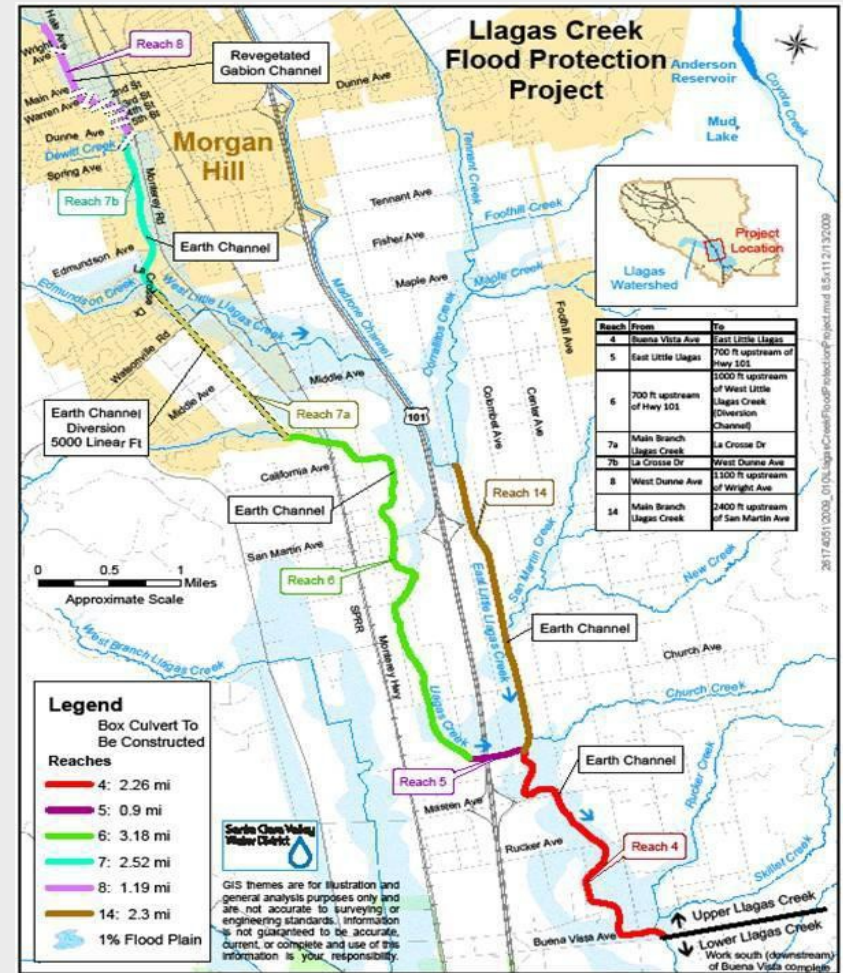 Llagas Creek
Flood Protection
Project
Hale Ave
Wright
Ave
Reach 8
Revegetated
Gabion Channel
Main Ave
Warren Ave
2nd St
3rd St
4th St
5th St
Dunne Ave
Dunne Ave
Dewitt Creek
Spring Ave
Morgan
Hill
Monterey Rd
Reach 7b
Earth Channel
Edmundson Ave
Edmundson Creek
La Crosse
Dr
West Little Llagas Creek
Watsonville Rd
Middle Ave
Middle Ave
Earth Channel
Diversion
5000 Linear Ft
Reach 7a
California Ave
Earth Channel
San Martin Ave
Reach 6
0 0.5 1
Miles
Approximate Scale
West Branch Llagas Creek
SPRR
Monterey Hwy
Llagas Creek
Madrone Channel
101
Tennant Creek
Tennant Ave
Fisher Ave
Maple Ave
Foothill Creek
Maple Creek
Corralitos Creek
Foothill Ave
Colombet Ave
Center Ave
Reach 14
San Martin Creek
New Creek
East Little Llagas Creek
Earth Channel
Church Ave
Church Creek
Reach 5
Masten Ave
Earth Channel
Rucker Ave
Rucker Creek
Reach 4
Skillet Creek
Buena Vista Ave
Upper Llagas Creek
Lower Llagas Creek
Work south (downstream)
of Buena Vista complete
Anderson
Reservoir
Coyote Creek
Mud
Lake
Project
Location
Llagas
Watershed
Reach From To
4 Buena Vista Ave East Little Llagas
5 East Little Llagas 700 ft upstream of Hwy 101
6 700 ft upstream of Hwy 101 1000 ft upstream of West Little Llagas Creek (Diversion Channel)
7a Main Branch Llagas Creek La Crosse Dr
7b La Crosse Dr West Dunne Ave
8 West Dunne Ave 1100 ft upstream of Wright Ave
14 Main Branch Llagas Creek 2400 ft upstream of San Martin Ave
Legend
Box Culvert To
Be Constructed
Reaches
4: 2.26 mi
5: 0.9 mi
6: 3.18 mi
7: 2.52 mi
8: 1.19 mi
14: 2.3 mi
1% Flood Plain
Santa Clara Valley
Water District
GIS themes are for illustration and
general analysis purposes only and
are not accurate to surveying or
engineering standards. Information
is not guaranteed to be accurate,
current, or complete and use of this
information is your responsibility.